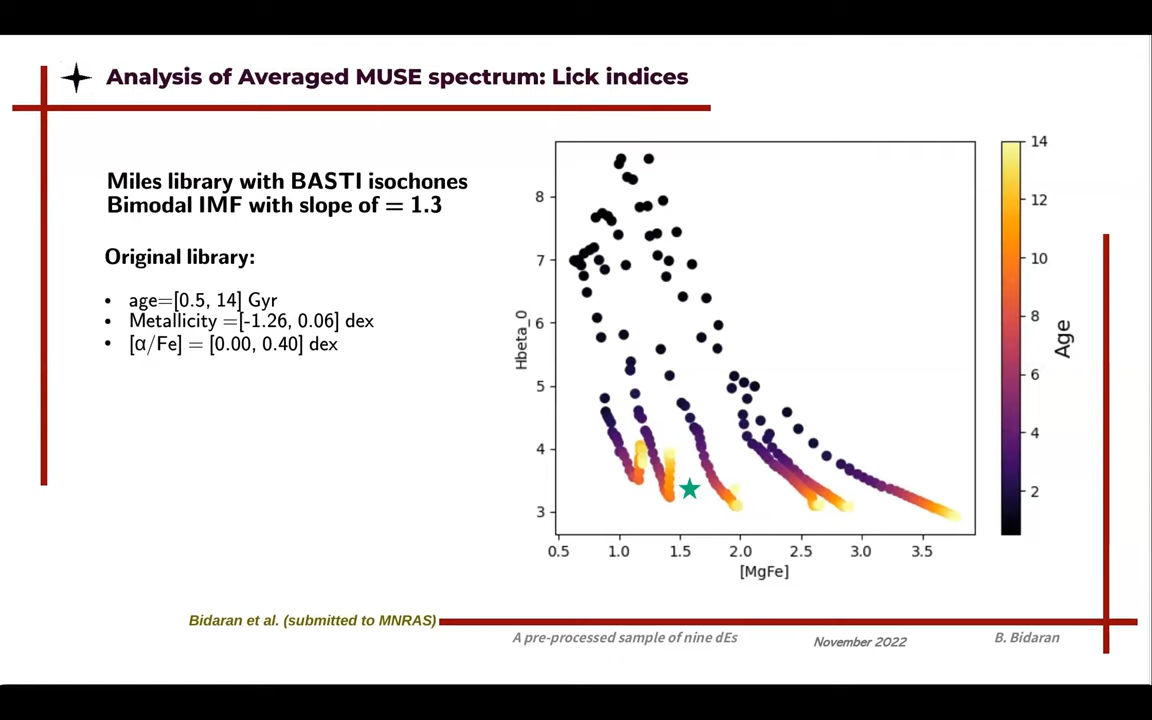 Analysis of Averaged MUSE spectrum: Lick indices
Miles library with BASTI isochones
Bimodal IMF with slope of = 1.3
Original library:
• age=[0.5, 14] Gyr
• Metallicity =[-1.26, 0.06] dex
• [α/Fe] = [0.00, 0.40] dex
Hbeta_0
8
7
6
5
4
3
0.5 1.0 1.5 2.0 2.5 3.0 3.5
[MgFe]
14
12
10
8
6
4
2
Age
Bidaran et al. (submitted to MNRAS)
A pre-processed sample of nine dEs
November 2022
B. Bidaran